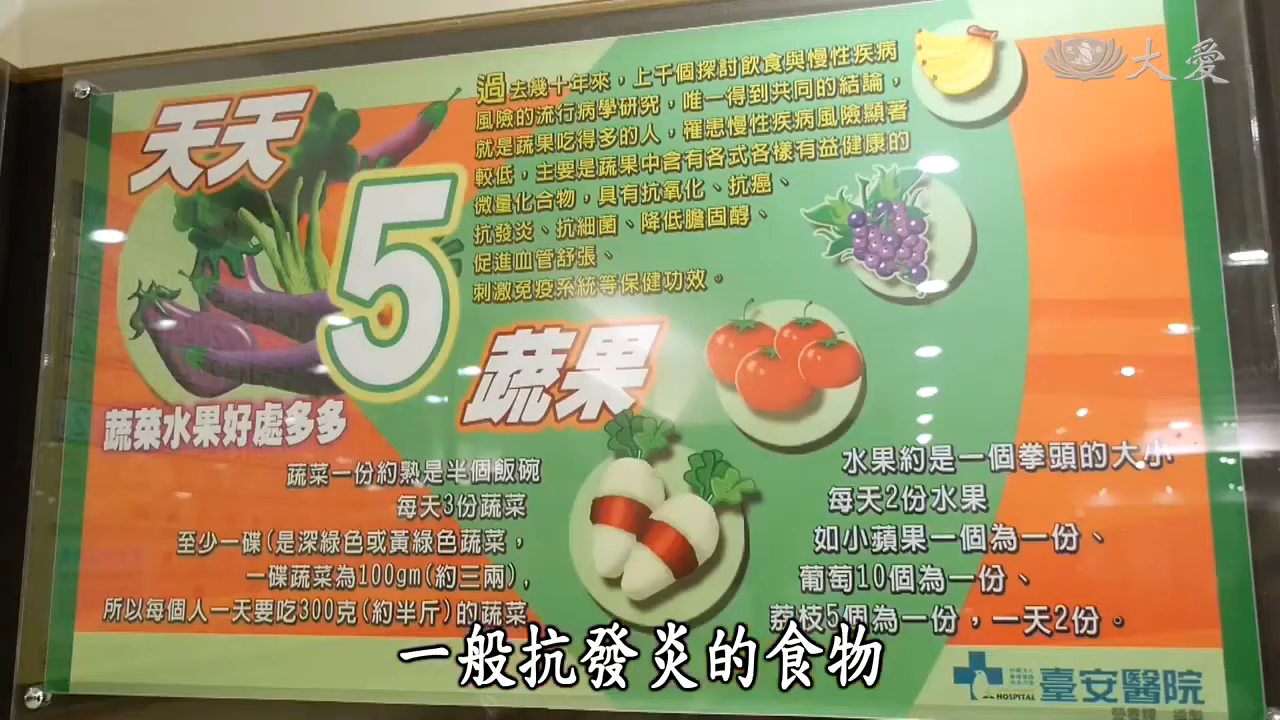 大愛
天天
5
蔬果
蔬菜水果好處多多
過去幾十年來，上千個探討飲食與慢性疾病
風險的流行病學研究，唯一得到共同的結論，
就是蔬果吃得多的人，罹患慢性疾病風險顯著
較低，主要是蔬果中含有各式各樣有益健康的
微量化合物，具有抗氧化、抗癌、
抗發炎、抗細菌、降低膽固醇、
促進血管舒張、
刺激免疫系統等保健功效。
蔬菜一份約熟是半個飯碗
每天3份蔬菜
至少一碟(是深綠色或黃綠色蔬菜，
一碟蔬菜為100gm(約三兩),
所以每個人一天要吃300克(約半斤)的蔬菜
水果約是一個拳頭的大小
每天2份水果
如小蘋果一個為一份、
葡萄10個為一份、
荔枝5個為一份，一天2份。
HOSPITAL
臺安醫院
一般抗發炎的食物